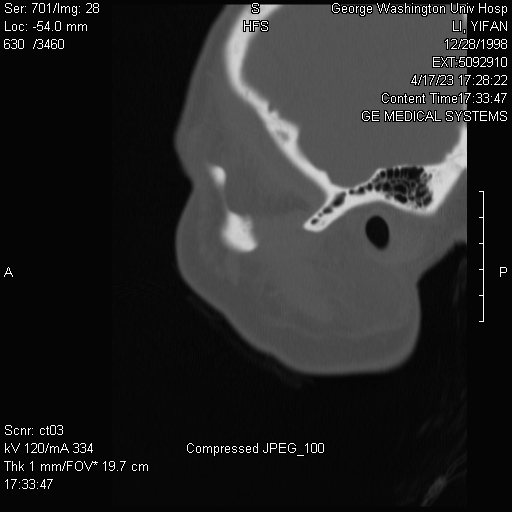 Ser: 701/Img: 28
Loc: -54.0 mm
630 /3460
S
HFS
George Washington Univ Hosp
LI, YIFAN
12/28/1998
EXT:5092910
4/17/23 17:28:22
Content Time17:33:47
GE MEDICAL SYSTEMS
A
P
Scnr: ct03
kV 120/mA 334
Thk 1 mm/FOV* 19.7 cm
17:33:47
Compressed JPEG_100